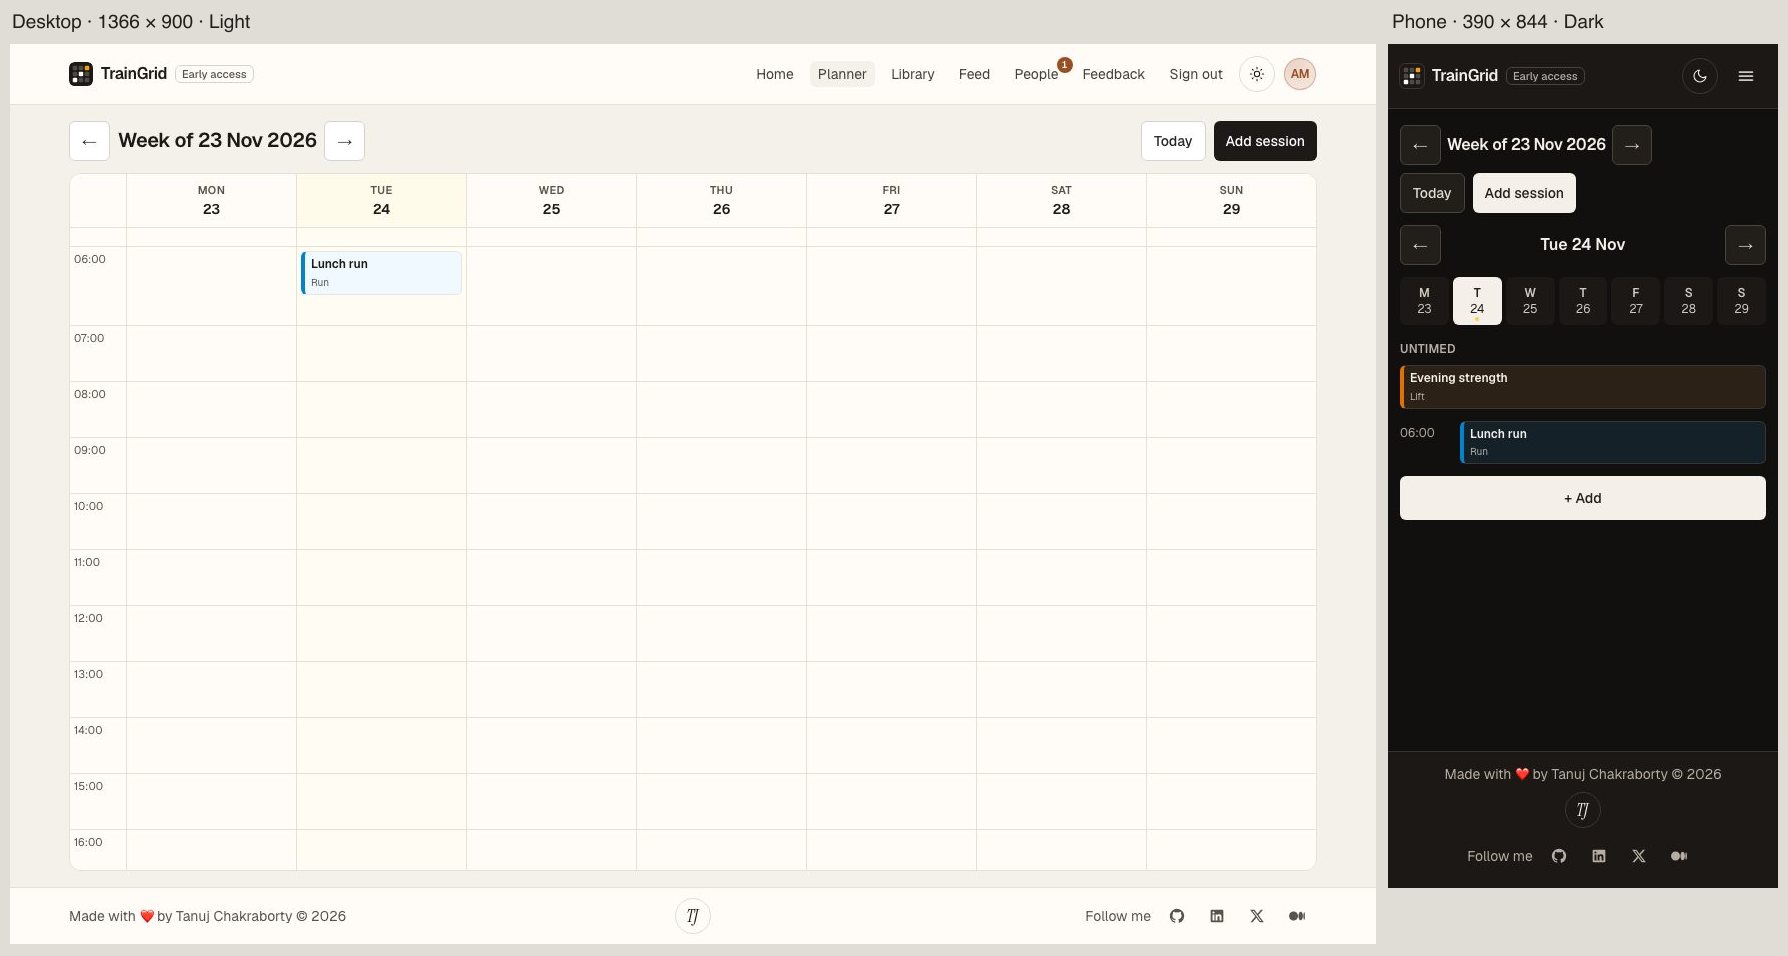 Desktop · 1366 × 900 · Light
TrainGrid Early access Home Planner Library Feed People 1 Feedback Sign out AM
← Week of 23 Nov 2026 → Today Add session
MON TUE WED THU FRI SAT SUN
23 24 25 26 27 28 29
06:00 Lunch run
Run
07:00
08:00
09:00
10:00
11:00
12:00
13:00
14:00
15:00
16:00
Made with ❤️ by Tanuj Chakraborty © 2026 TJ Follow me
Phone · 390 × 844 · Dark
TrainGrid Early access
← Week of 23 Nov 2026 →
Today Add session
← Tue 24 Nov →
M T W T F S S
23 24 25 26 27 28 29
UNTIMED
Evening strength
Lift
06:00 Lunch run
Run
+ Add
Made with ❤️ by Tanuj Chakraborty © 2026
TJ
Follow me